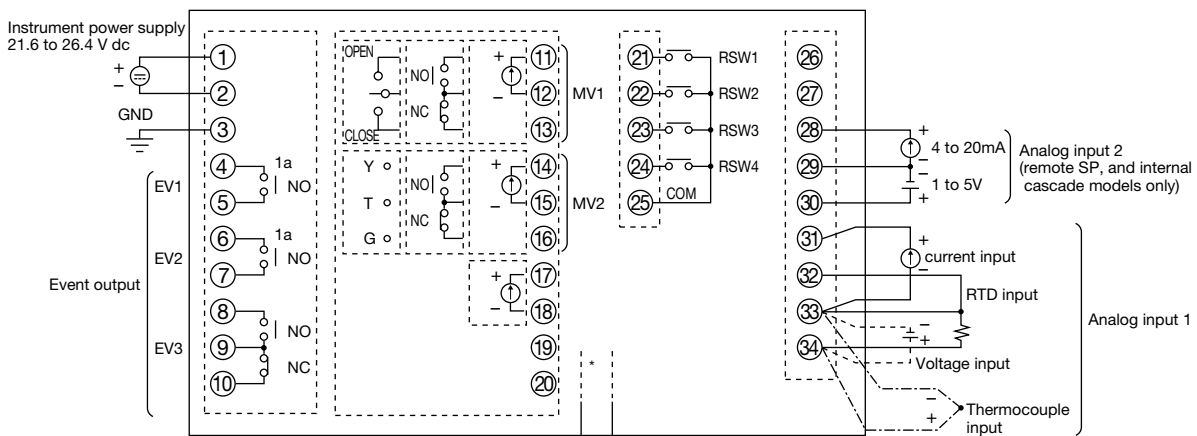 Instrument power supply
21.6 to 26.4 V dc
+
−
GND
1
2
3
4
5
6
7
8
9
10
EV1
1a
NO
EV2
1a
NO
Event output
EV3
NO
NC
OPEN
CLOSE
NO
NC
+
−
11
12
13
MV1
Y
T
G
NO
NC
+
−
14
15
16
MV2
+
−
17
18
19
20
*
21
22
23
24
25
RSW1
RSW2
RSW3
RSW4
COM
26
27
28
29
30
31
32
33
34
+
4 to 20mA
−
−
1 to 5V
+
Analog input 2
(remote SP, and internal
cascade models only)
+
current input
−
RTD input
−
+
Voltage input
Analog input 1
−
+
Thermocouple
input